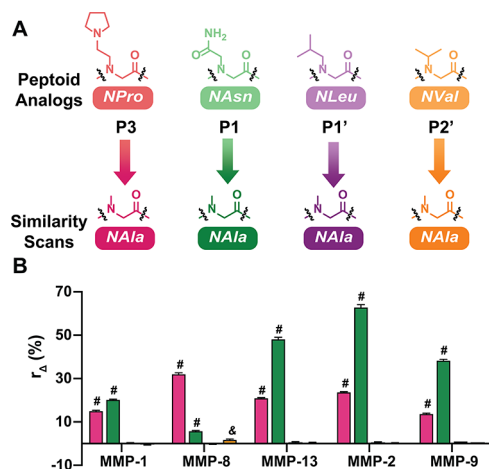 A
N
NH₂
O
N O
N O
N O
N O
Peptoid
Analogs
NPro NAsn NLeu NVal
P3 P1 P1' P2'
N O N O N O N O
Similarity
Scans
NAla NAla NAla NAla
B
rΔ (%)
70
50
30
10
-10
# # # # & # # # # # #
MMP-1 MMP-8 MMP-13 MMP-2 MMP-9